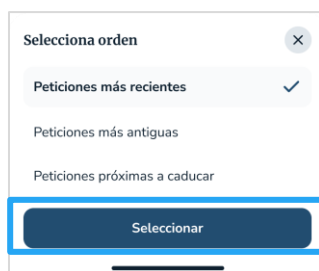 Selecciona orden
Peticiones más recientes
Peticiones más antiguas
Peticiones próximas a caducar
Seleccionar